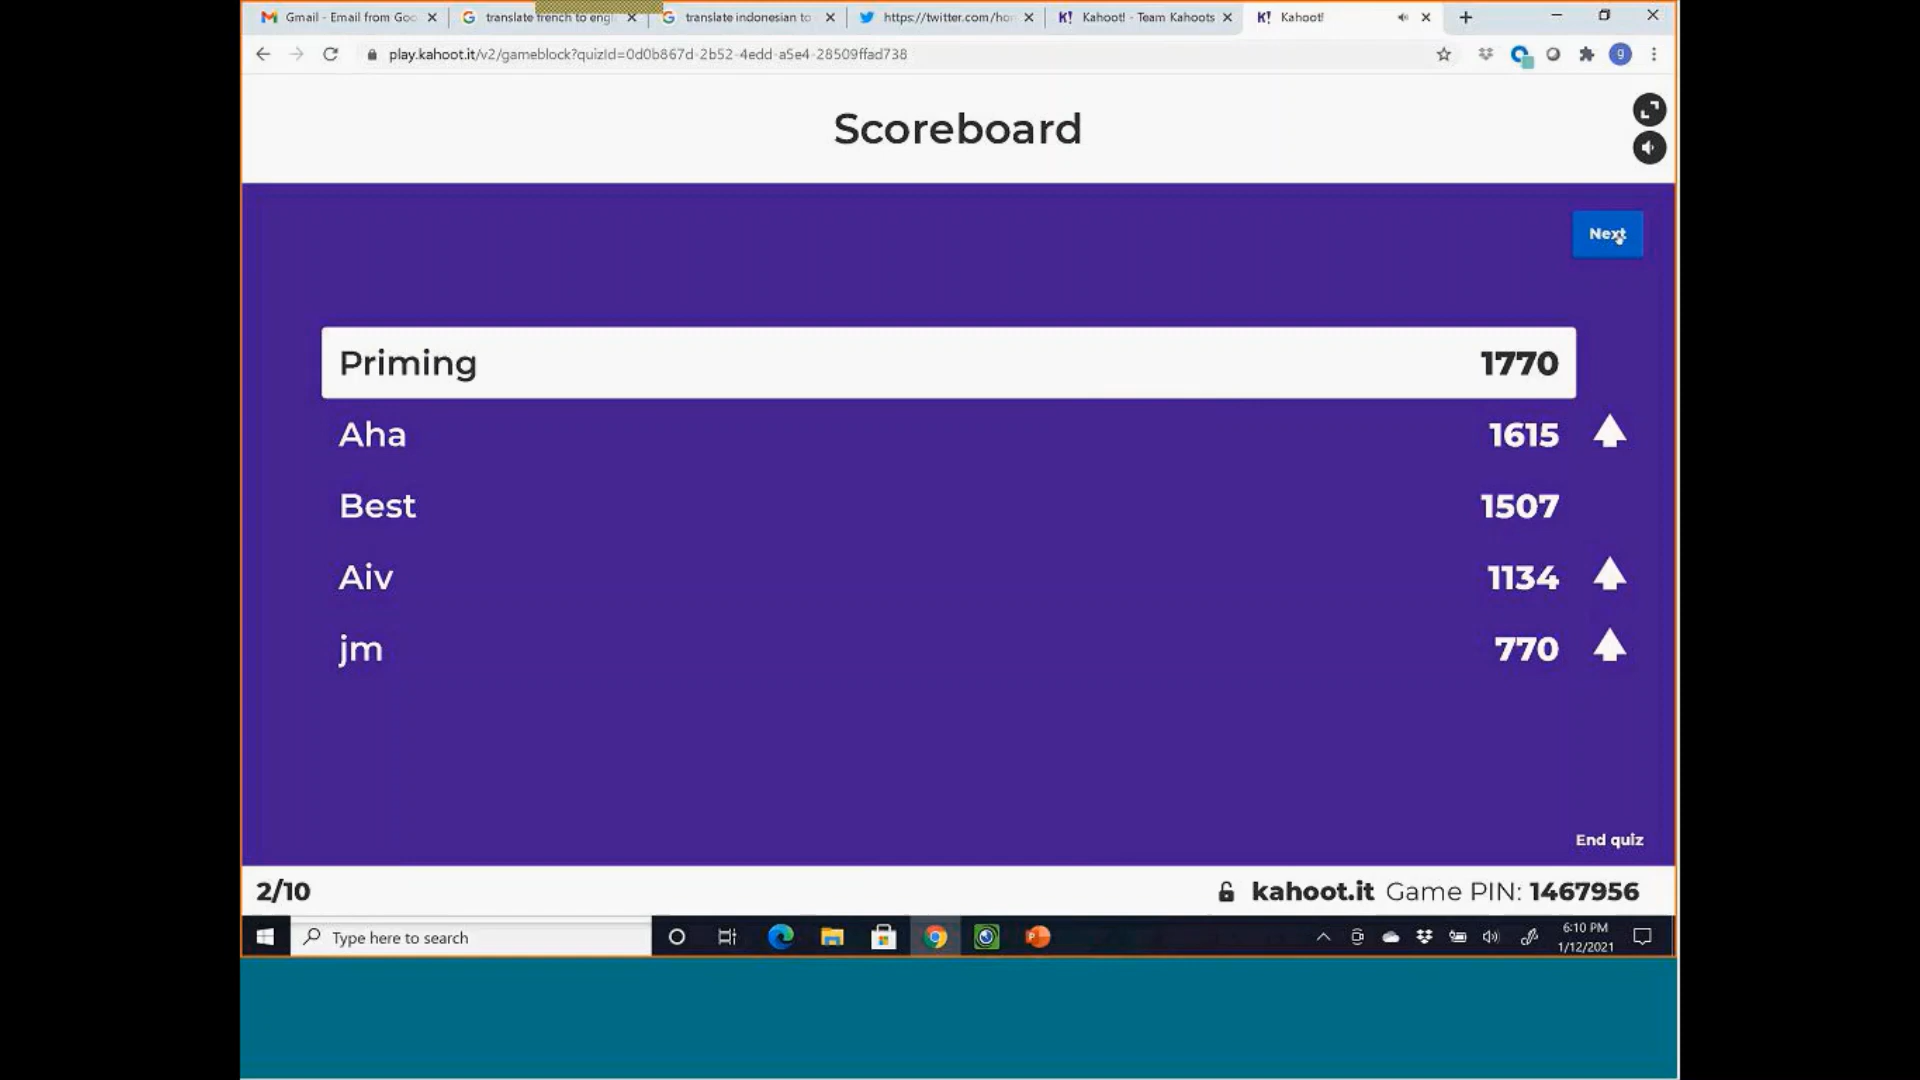 Gmail - Email from Goo
translate french to engl
translate indonesian to
https://twitter.com/hor
K! Kahoot! - Team Kahoots
K! Kahoot!
play.kahoot.it/v2/gameblock?quizId=0d0b867d-2b52-4edd-a5e4-28509ffad738
g
Scoreboard
Next
Priming 1770
Aha 1615
Best 1507
Aiv 1134
jm 770
End quiz
2/10
kahoot.it Game PIN: 1467956
Type here to search
6:10 PM
1/12/2021